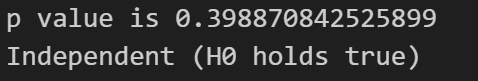 p value is 0.398870842525899
Independent (H0 holds true)